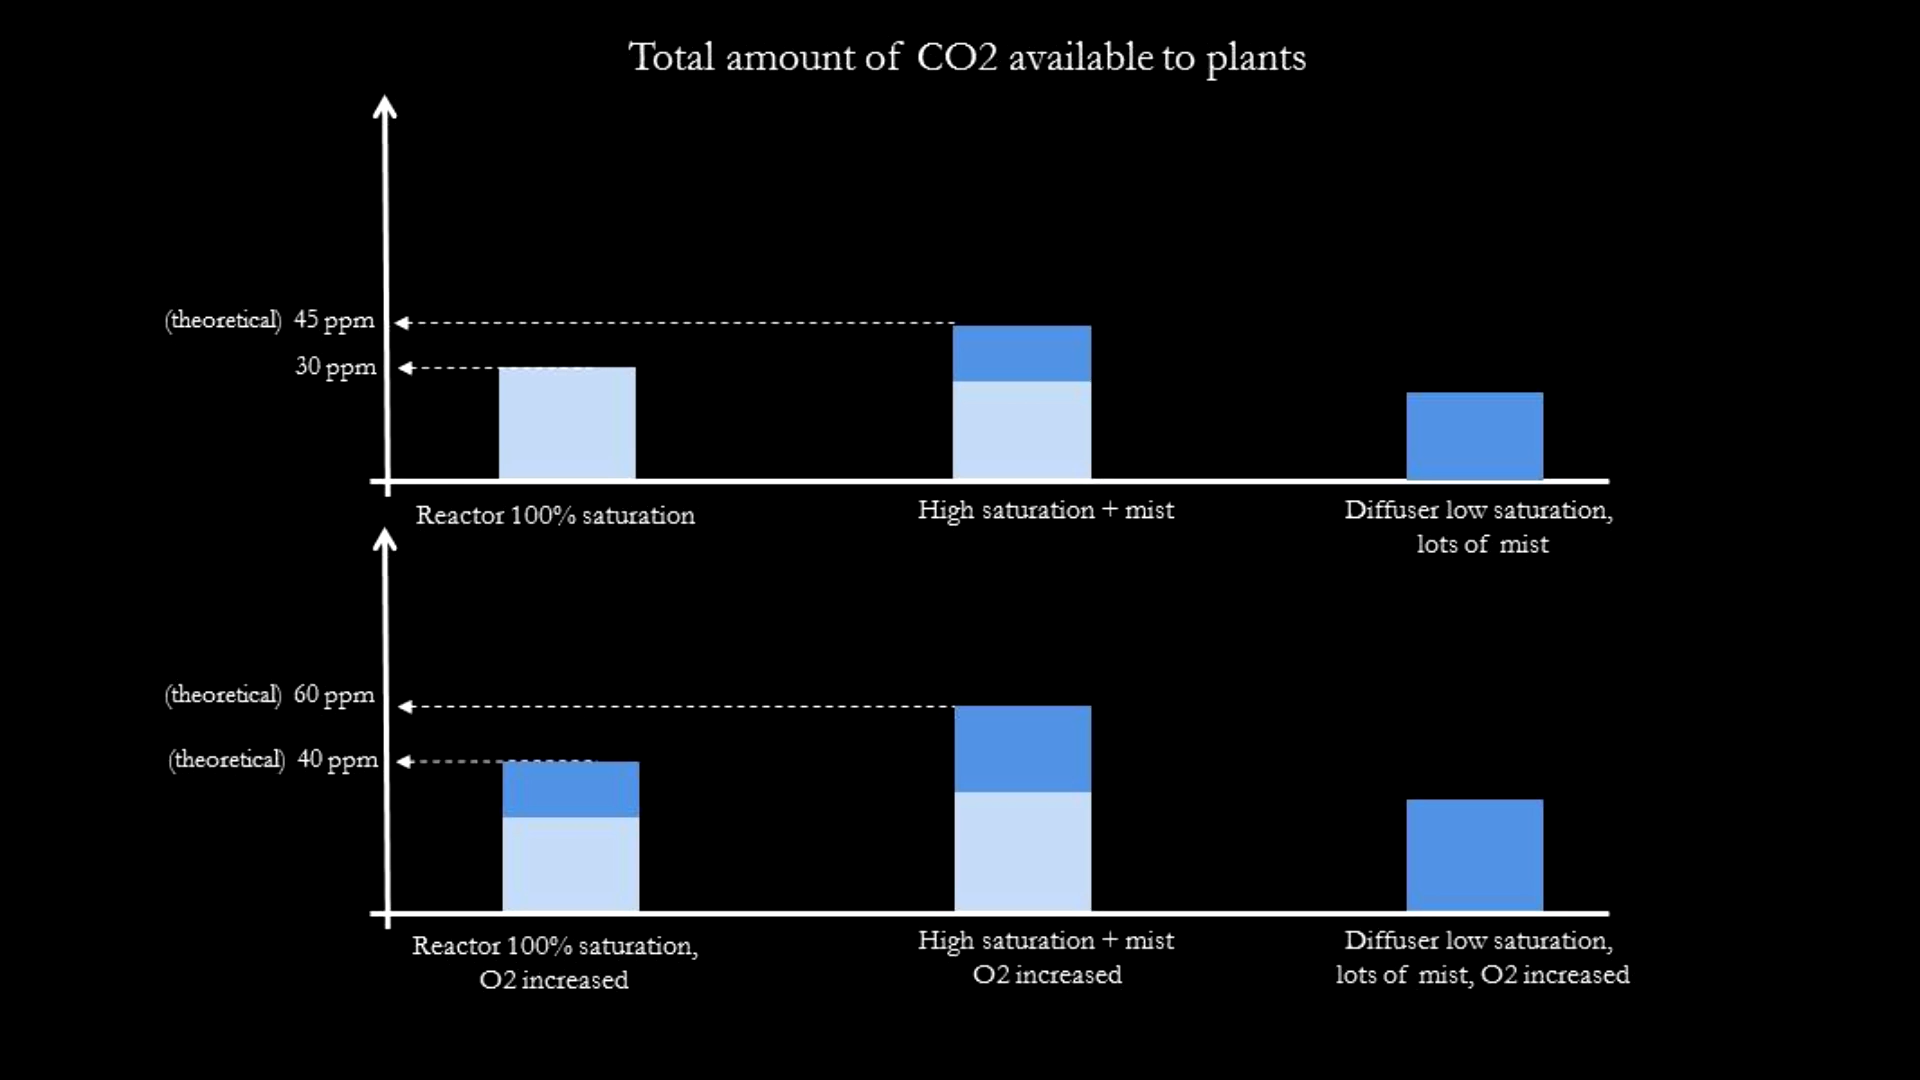 Total amount of CO2 available to plants
(theoretical) 45 ppm
30 ppm
Reactor 100% saturation
High saturation + mist
Diffuser low saturation,
lots of mist
(theoretical) 60 ppm
(theoretical) 40 ppm
Reactor 100% saturation,
O2 increased
High saturation + mist
O2 increased
Diffuser low saturation,
lots of mist, O2 increased